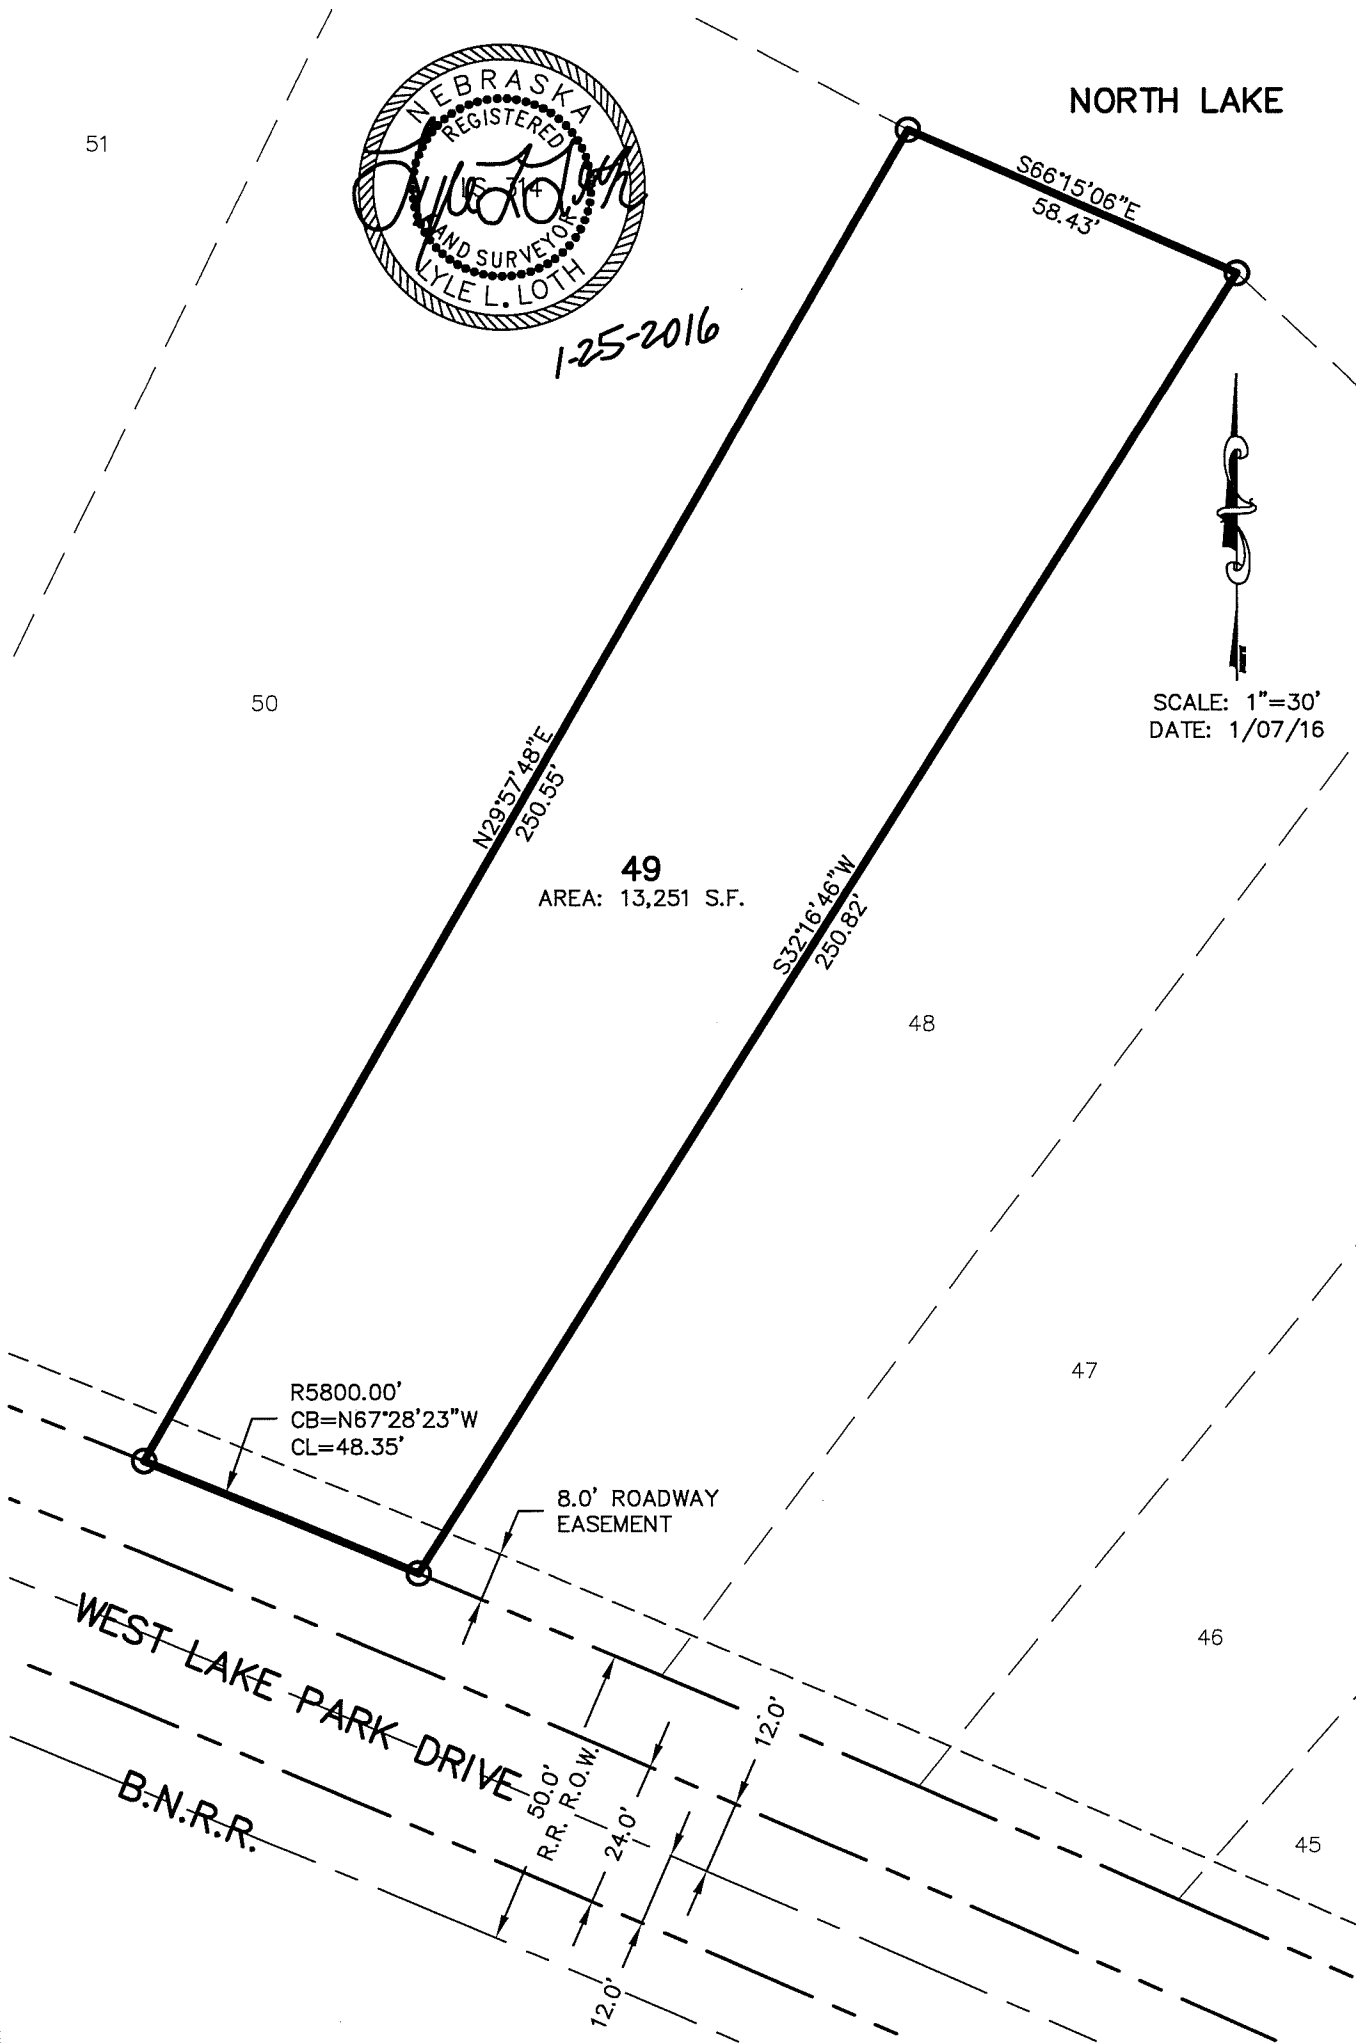 NORTH LAKE
51
NEBRASKA
REGISTERED
LS-314
LAND SURVEYOR
LYLE L. LOTH
1-25-2016
S66°15'06"E
58.43'
SCALE: 1"=30'
DATE: 1/07/16
50
N29°57'48"E
250.55'
49
AREA: 13,251 S.F.
S32°16'46"W
250.82'
48
47
R5800.00'
CB=N67°28'23"W
CL=48.35'
8.0' ROADWAY
EASEMENT
46
WEST LAKE PARK DRIVE
B.N.R.R.
50.0'
R.R. R.O.W.
24.0'
12.0'
12.0'
45